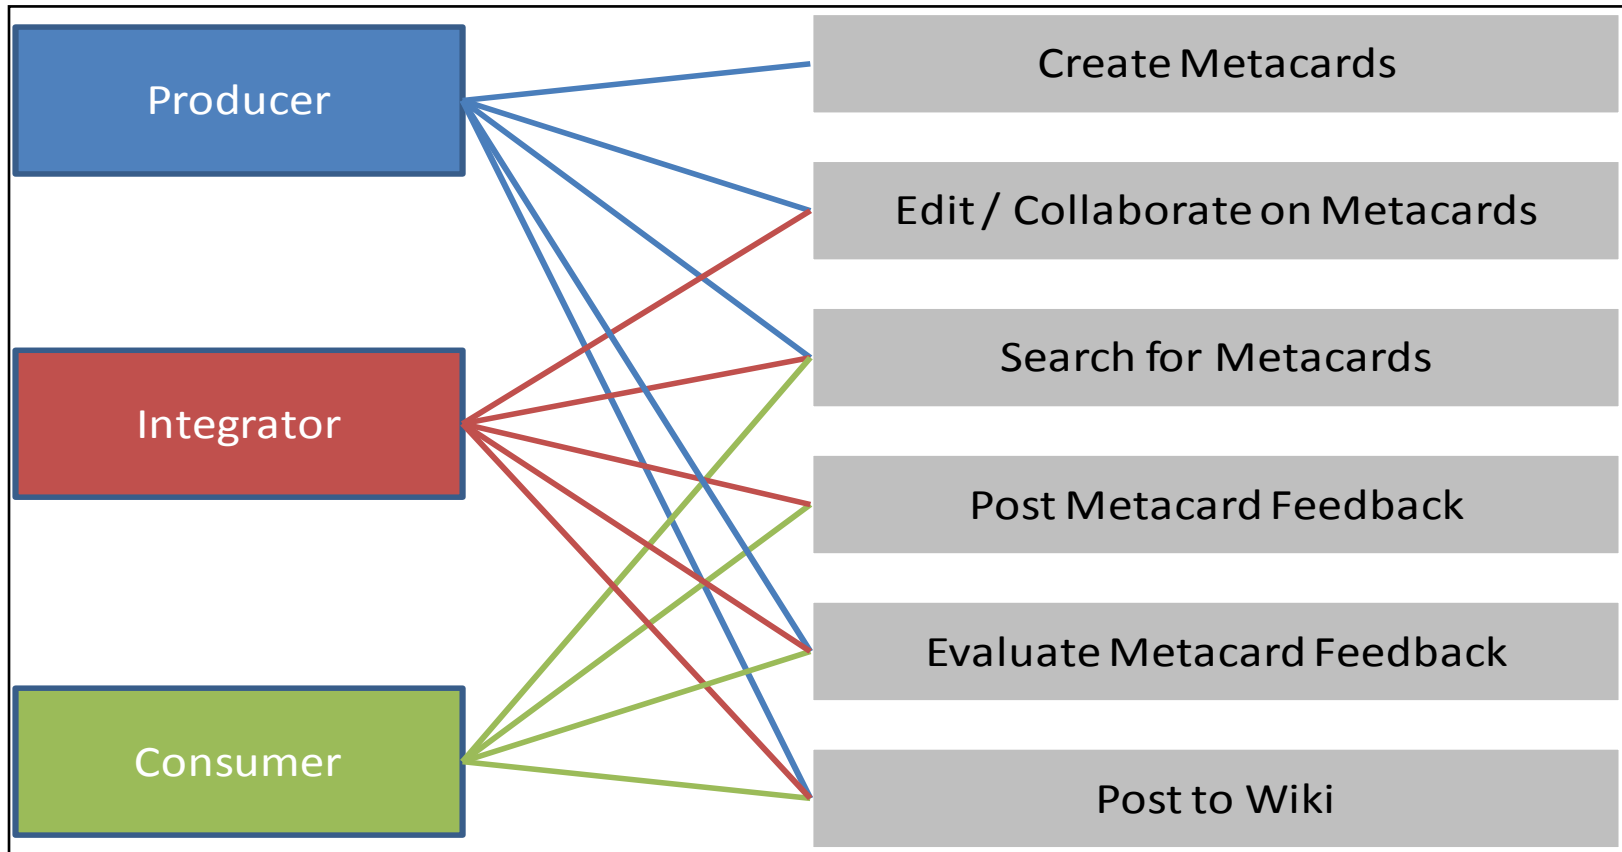 Producer
Integrator
Consumer
Create Metacards
Edit / Collaborate on Metacards
Search for Metacards
Post Metacard Feedback
Evaluate Metacard Feedback
Post to Wiki